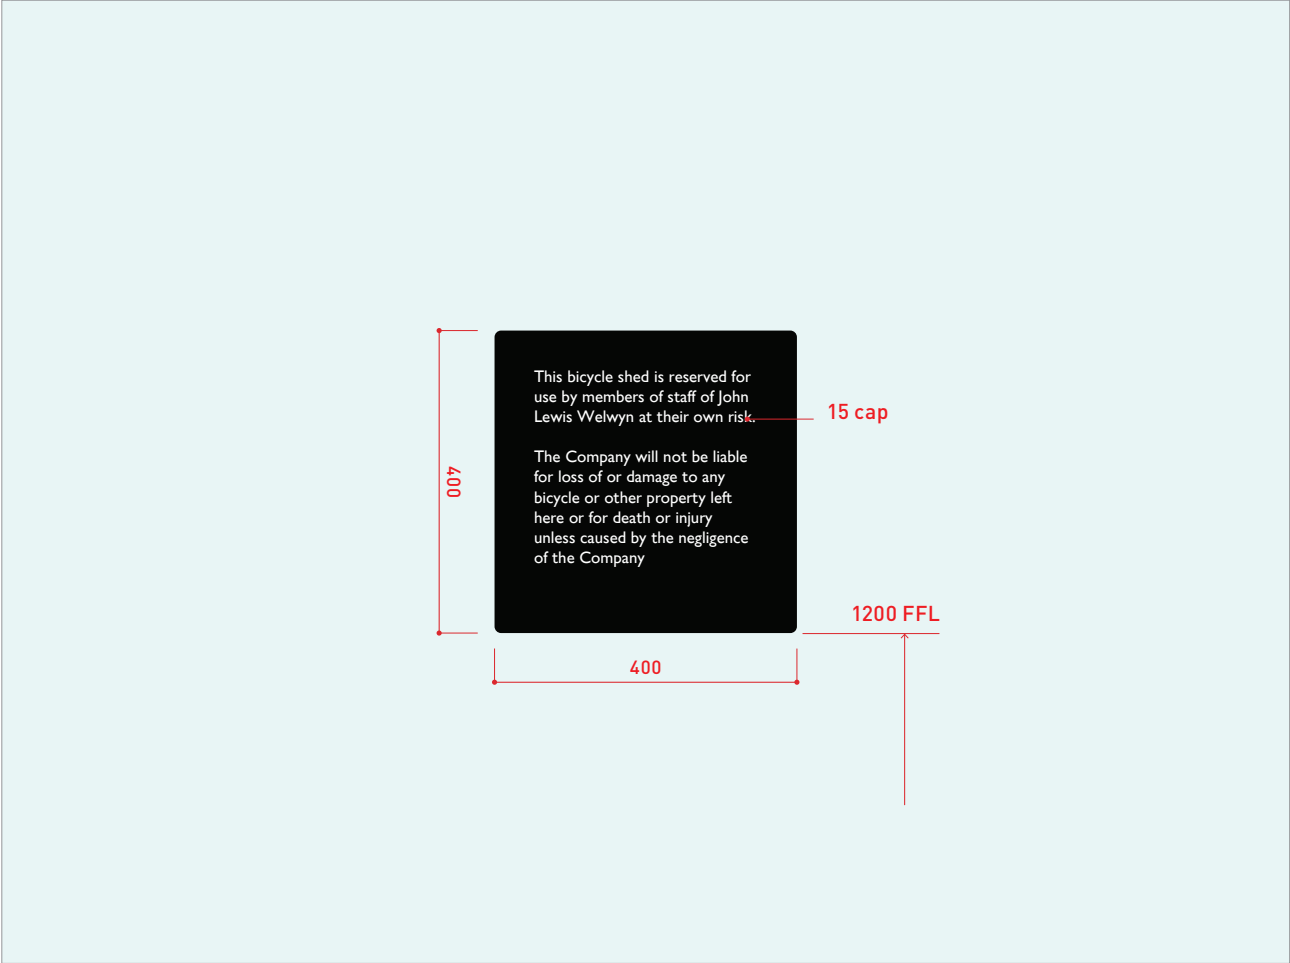 This bicycle shed is reserved for
use by members of staff of John
Lewis Welwyn at their own risk.
15 cap
The Company will not be liable
for loss of or damage to any
bicycle or other property left
here or for death or injury
unless caused by the negligence
of the Company
400
1200 FFL
400